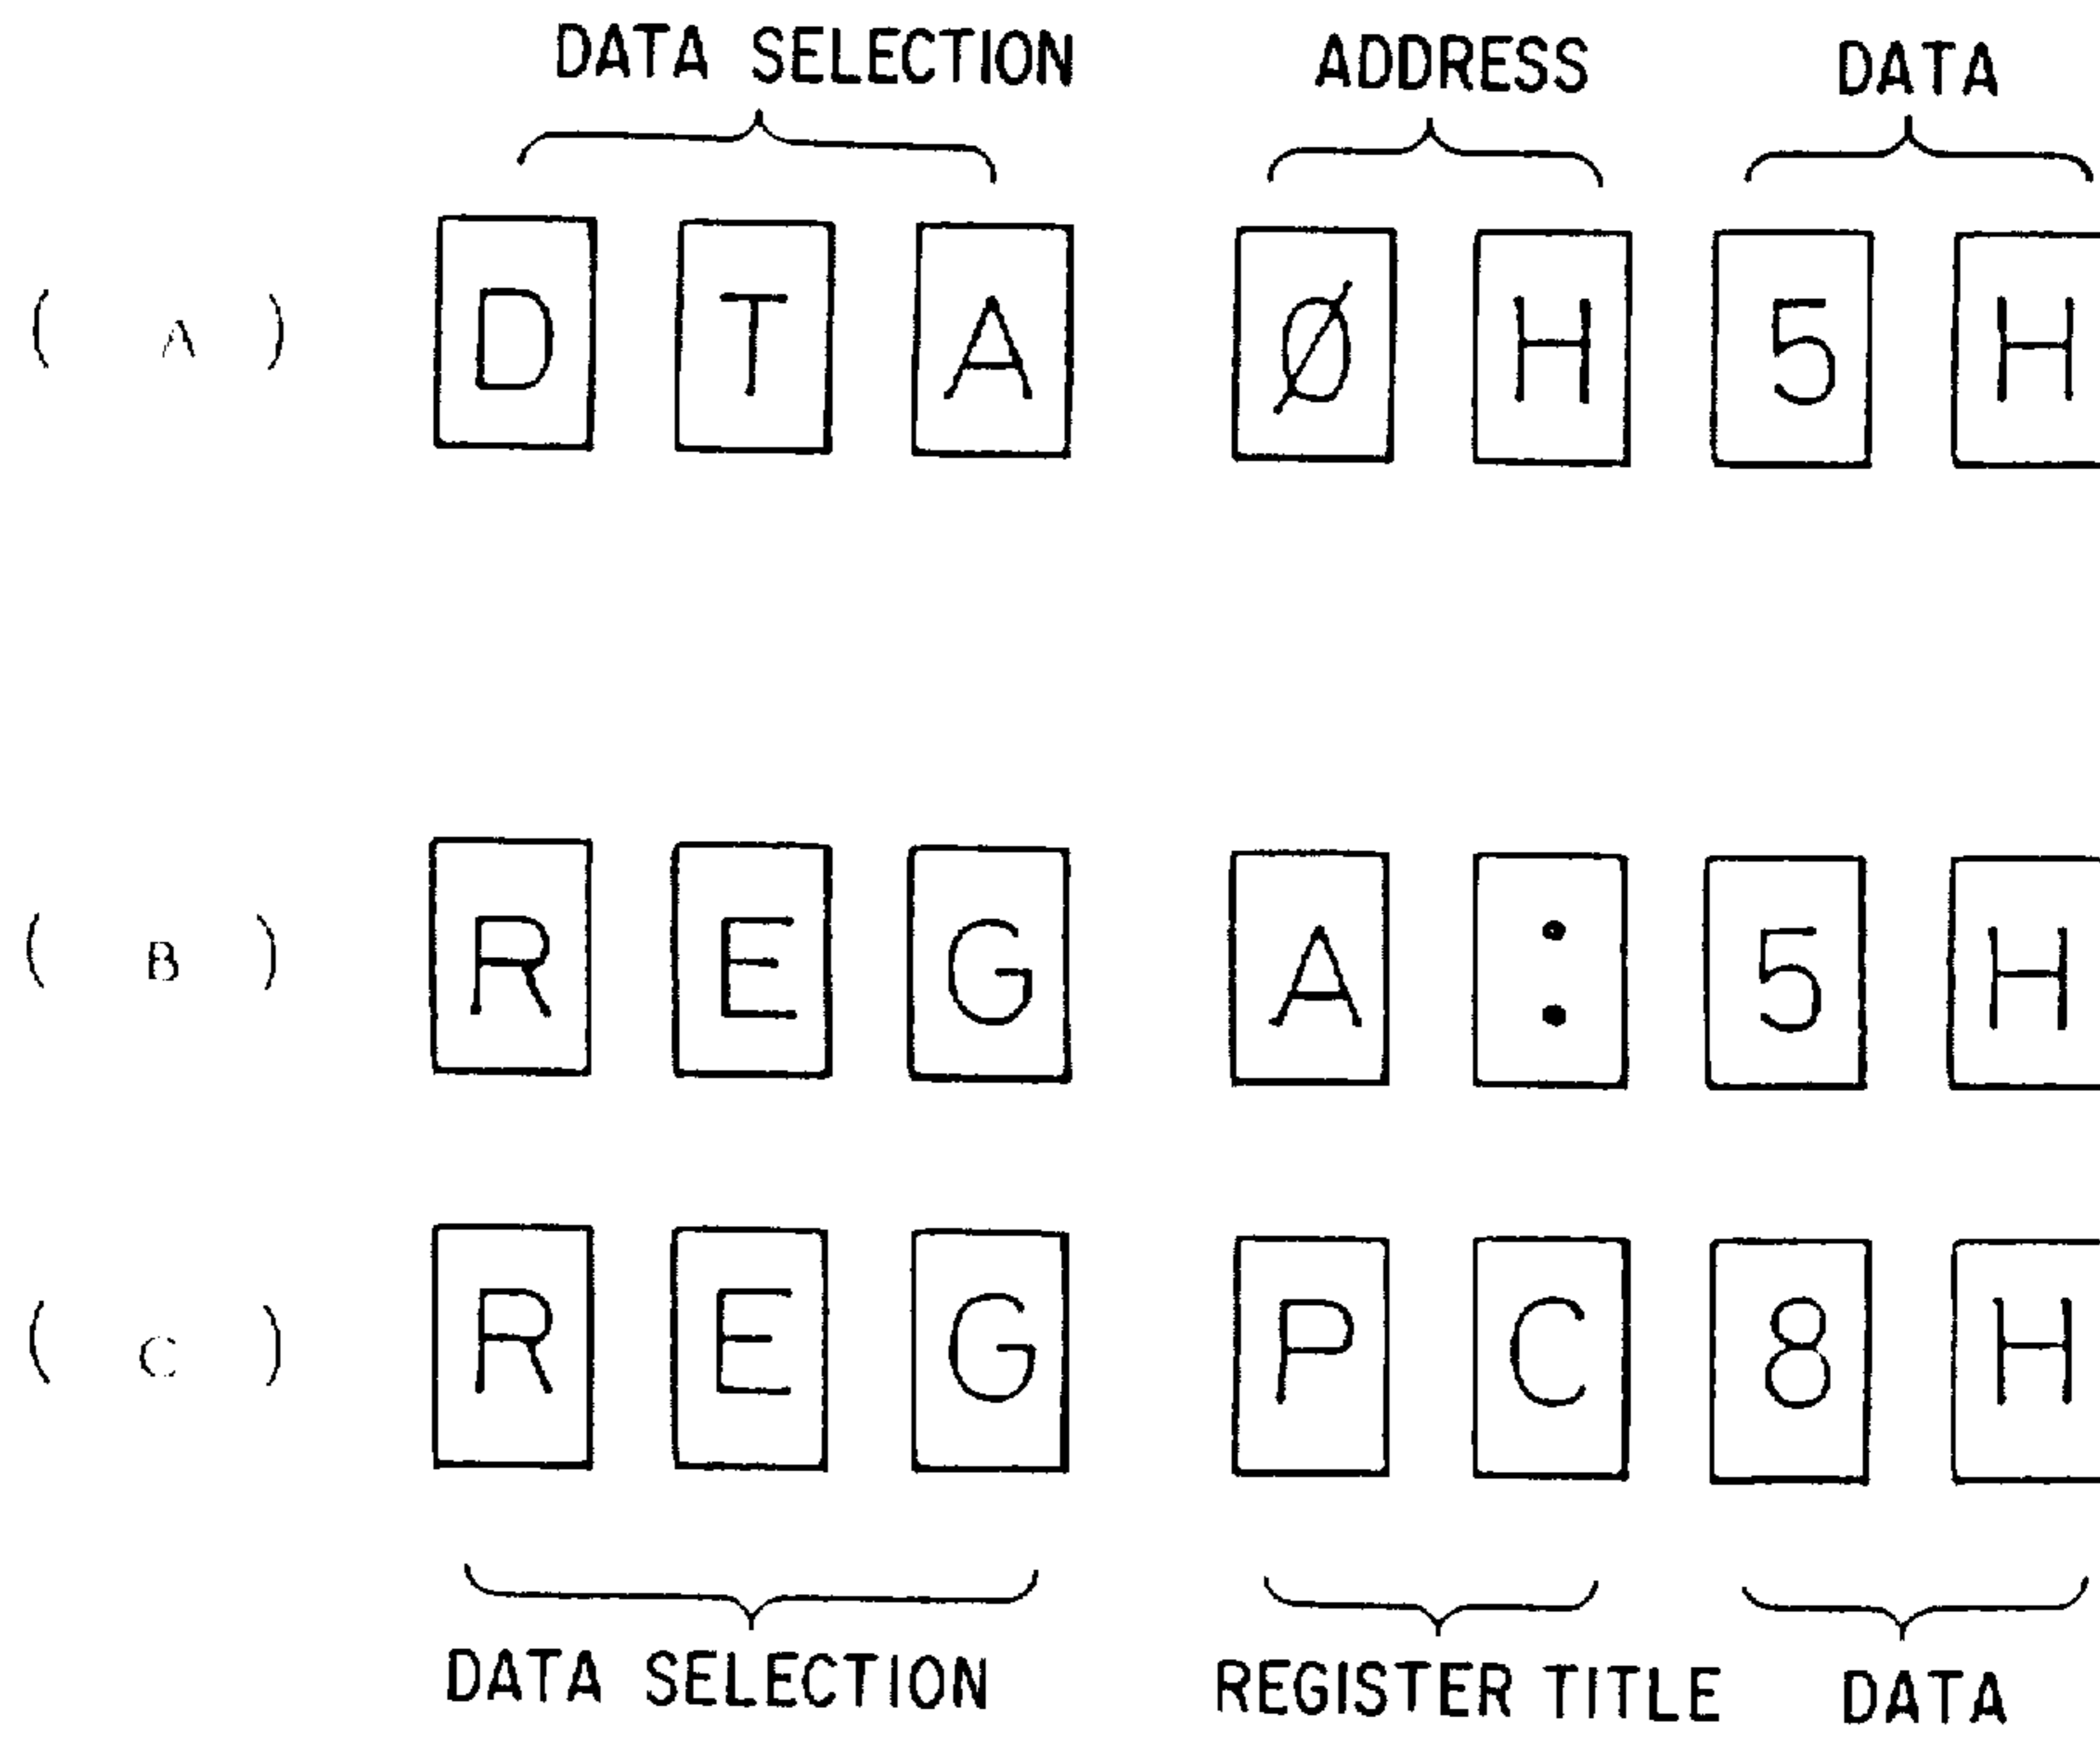 DATA SELECTION ADDRESS DATA
( A ) D T A Ø H 5 H
( B ) R E G A : 5 H
( C ) R E G P C 8 H
DATA SELECTION REGISTER TITLE DATA